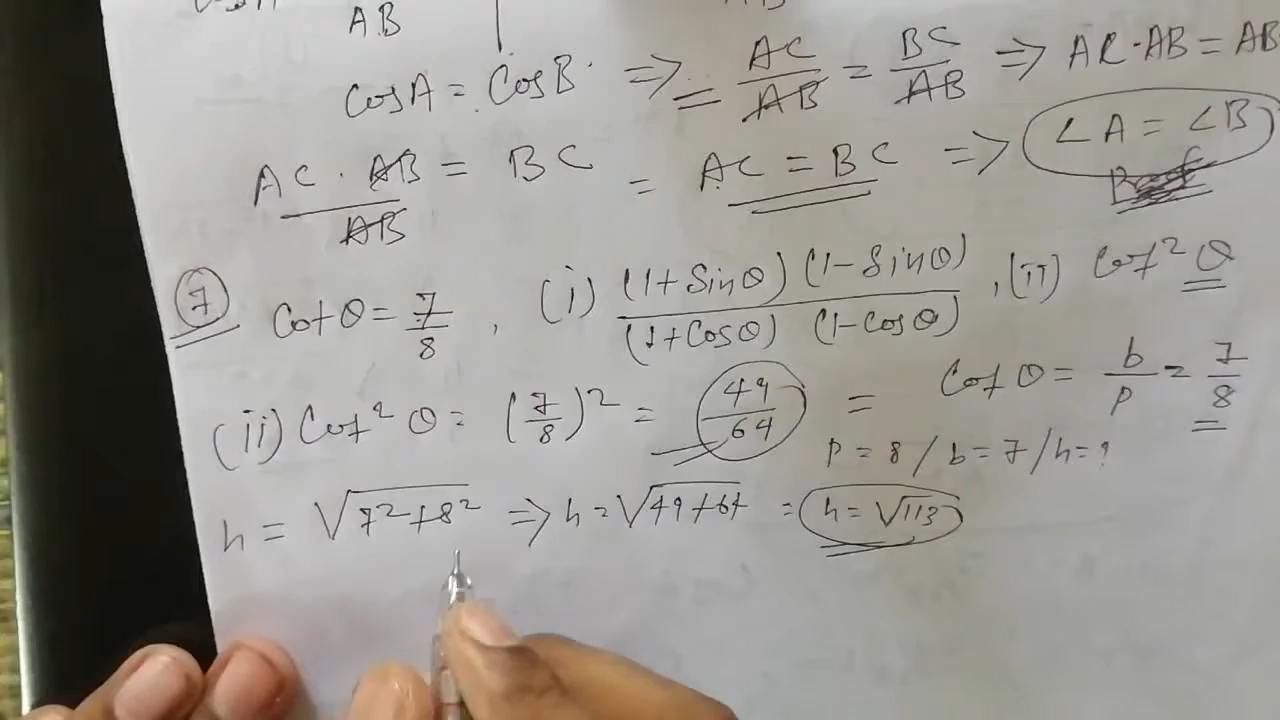 AB
CosA = CosB ⇒ = AC/AB = BC/AB ⇒ AC·AB = AB
AC · AB / AB = BC = AC = BC ⇒ ∠A = ∠B
7 Cotθ = 7/8 , (i) (1+Sinθ) (1-Sinθ) / (1+Cosθ) (1-Cosθ) , (ii) Cot²θ
(ii) Cot²θ = (7/8)² = 49/64 = Cotθ = b/p = 7/8
p = 8 / b = 7 / h = ?
h = √7²+8² ⇒ h = √49+64 = h = √113